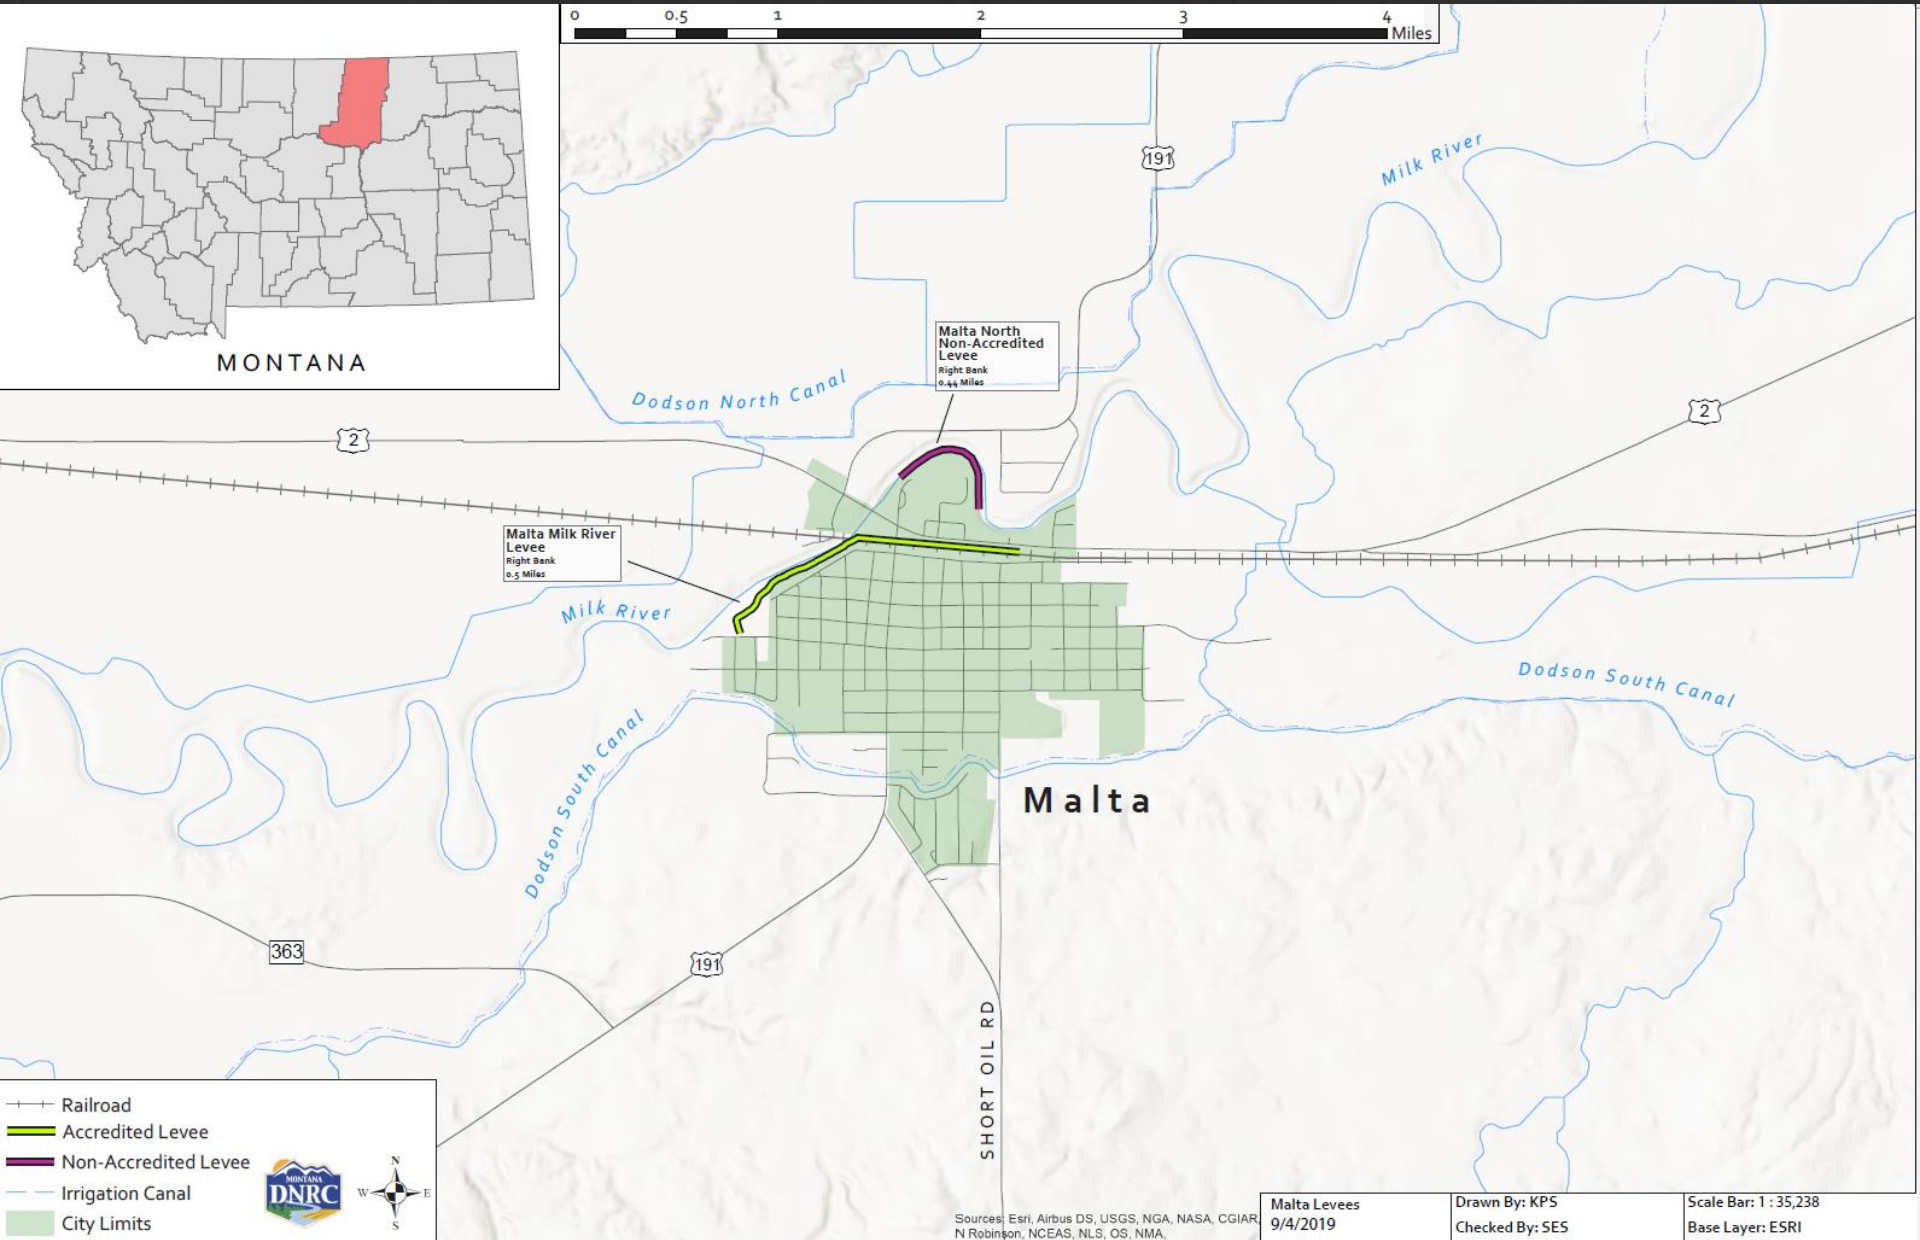 0 0.5 1 2 3 4
Miles
MONTANA
191
Milk River
Malta North
Non-Accredited
Levee
Right Bank
0.44 Miles
Dodson North Canal
2
2
Malta Milk River
Levee
Right Bank
0.5 Miles
Milk River
Dodson South Canal
Dodson South Canal
Malta
363
191
SHORT OIL RD
Railroad
Accredited Levee
Non-Accredited Levee
Irrigation Canal
City Limits
MONTANA
DNRC
N
W E
S
Sources: Esri, Airbus DS, USGS, NGA, NASA, CGIAR,
N Robinson, NCEAS, NLS, OS, NMA,
Malta Levees
9/4/2019
Drawn By: KPS
Checked By: SES
Scale Bar: 1 : 35,238
Base Layer: ESRI